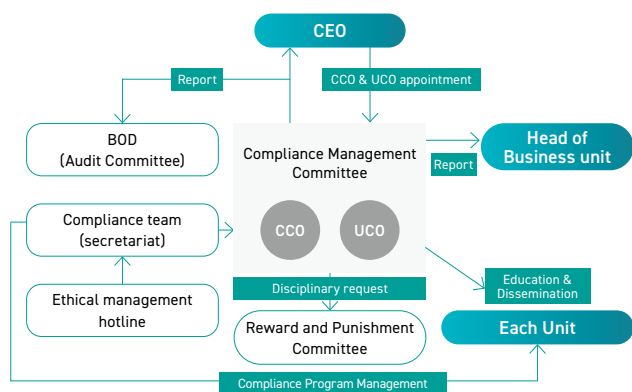 CEO
Report
CCO & UCO appointment
BOD
(Audit Committee)
Compliance Management
Committee
Head of
Business unit
Report
Compliance team
(secretariat)
CCO
UCO
Ethical management
hotline
Disciplinary request
Education &
Dissemination
Reward and Punishment
Committee
Each Unit
Compliance Program Management